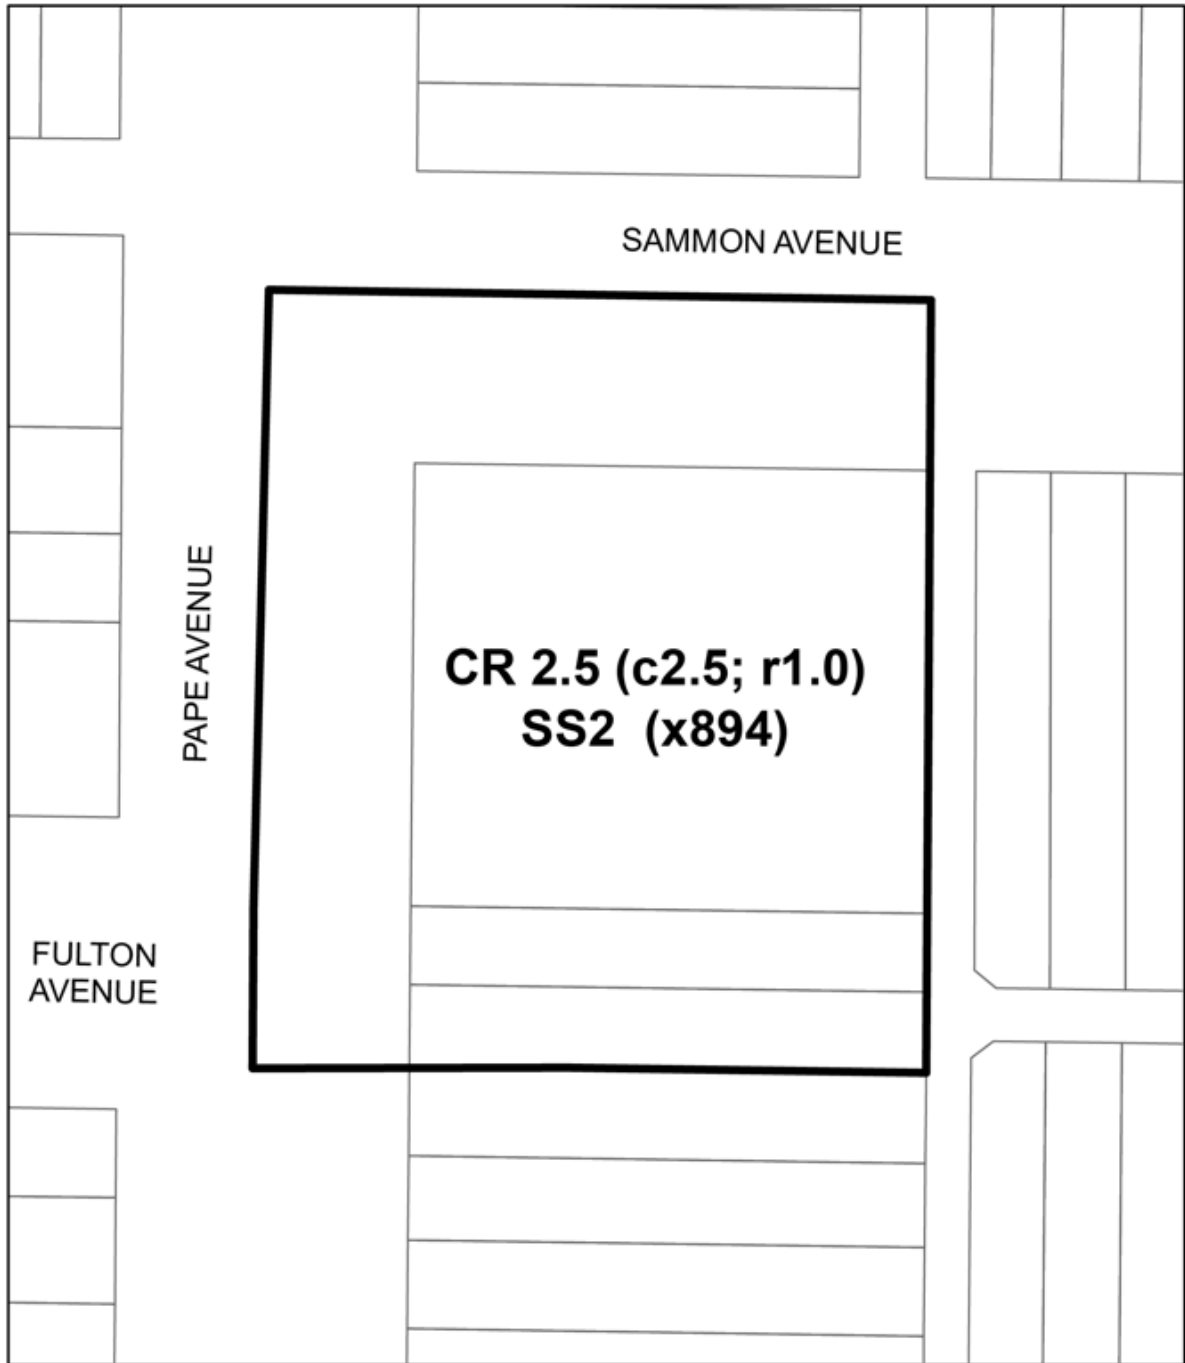 SAMMON AVENUE
PAPE AVENUE
CR 2.5 (c2.5; r1.0)
SS2 (x894)
FULTON
AVENUE